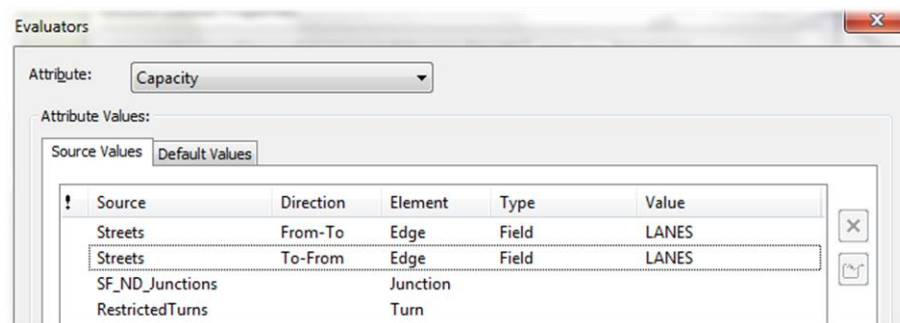 Evaluators
Attribute: Capacity
Attribute Values:
Source Values Default Values
! Source Direction Element Type Value
Streets From-To Edge Field LANES
Streets To-From Edge Field LANES
SF_ND_Junctions Junction
RestrictedTurns Turn